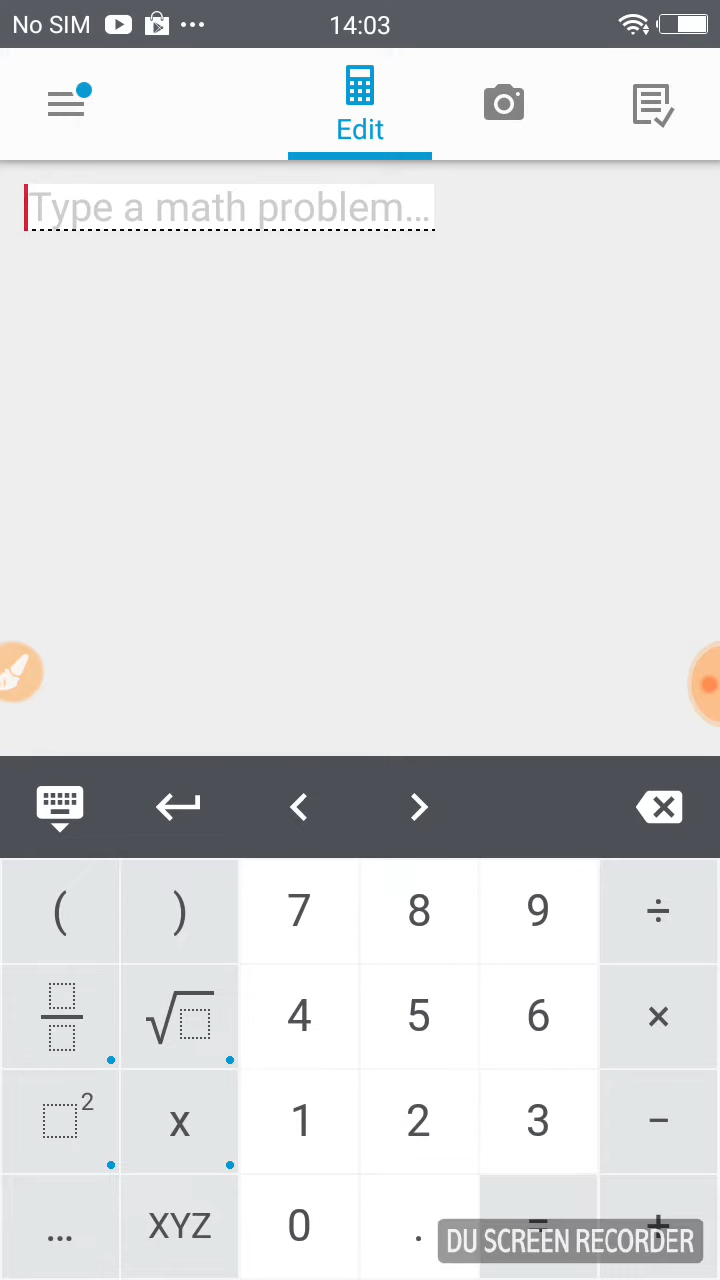 No SIM 14:03
Edit
Type a math problem...
( ) 7 8 9 ÷
√ 4 5 6 ×
2 x 1 2 3 −
... XYZ 0 . = +
DU SCREEN RECORDER